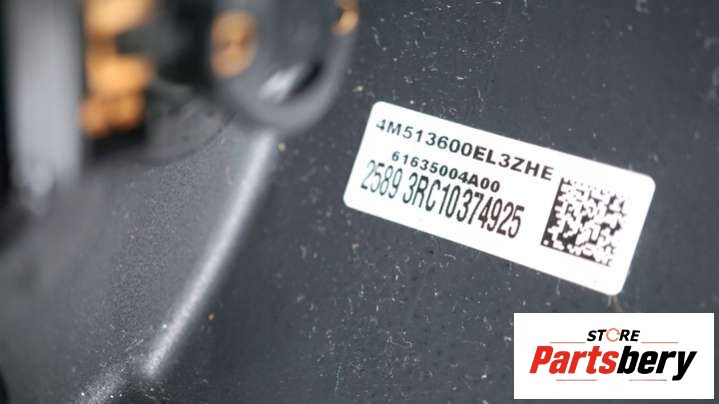 4M513600EL3ZHE
61635004A00
2589 3RC10374925
STORE
Partsbery